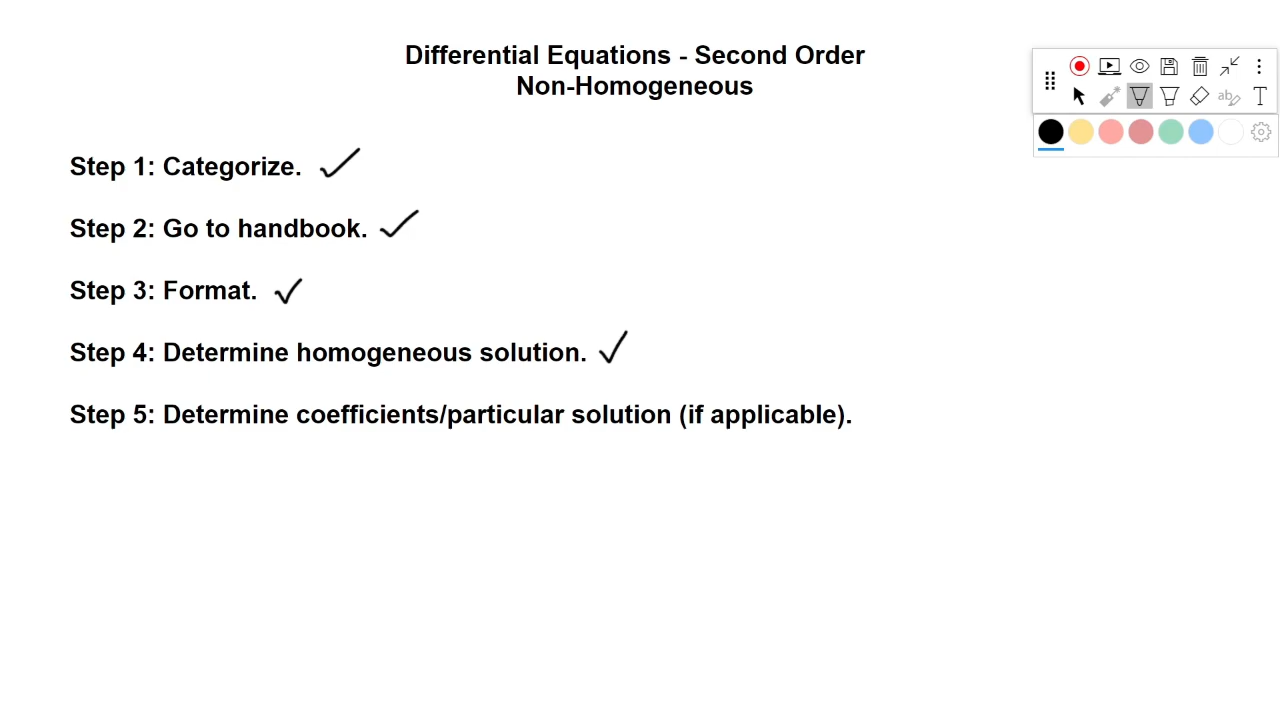 Differential Equations - Second Order
Non-Homogeneous
Step 1: Categorize.
Step 2: Go to handbook.
Step 3: Format.
Step 4: Determine homogeneous solution.
Step 5: Determine coefficients/particular solution (if applicable).
ab
T